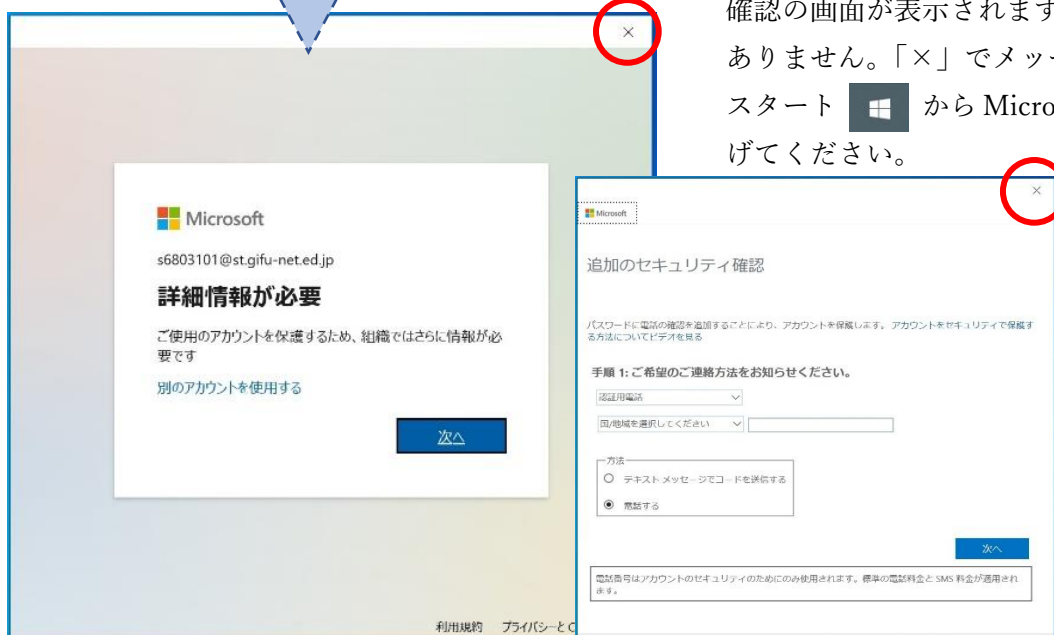 確認の画面が表示されます
ありません。「×」でメッセー
スタート から Micro
げてください。
Microsoft
s6803101@st.gifu-net.ed.jp
詳細情報が必要
ご使用のアカウントを保護するため、組織ではさらに情報が必
要です
別のアカウントを使用する
次へ
利用規約 プライバシーと C
Microsoft
追加のセキュリティ確認
パスワードに電話の確認を追加することにより、アカウントを保護します。 アカウントをセキュリティで保護す
る方法についてビデオを見る
手順 1: ご希望のご連絡方法をお知らせください。
認証用電話
国/地域を選択してください
方法
テキスト メッセージでコードを送信する
電話する
次へ
電話番号はアカウントのセキュリティのためにのみ使用されます。標準の電話料金と SMS 料金が適用され
ます。